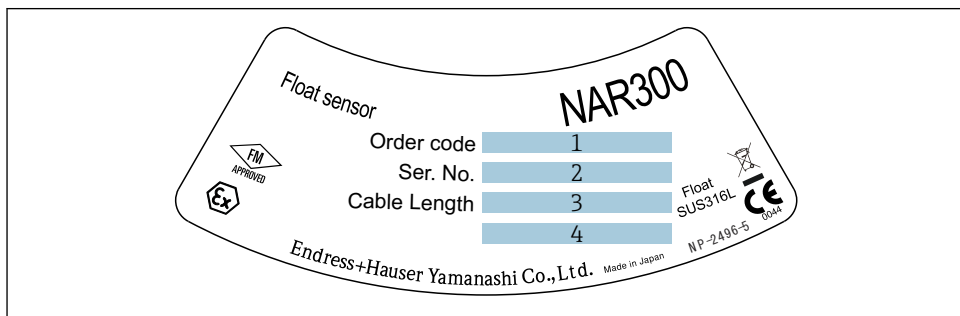 Float sensor
NAR300
Order code 1
Ser. No. 2
Cable Length 3
4
FM
APPROVED
Ex
Float
SUS316L
CE
0044
NP-2496-5
Endress+Hauser Yamanashi Co.,Ltd.
Made in Japan